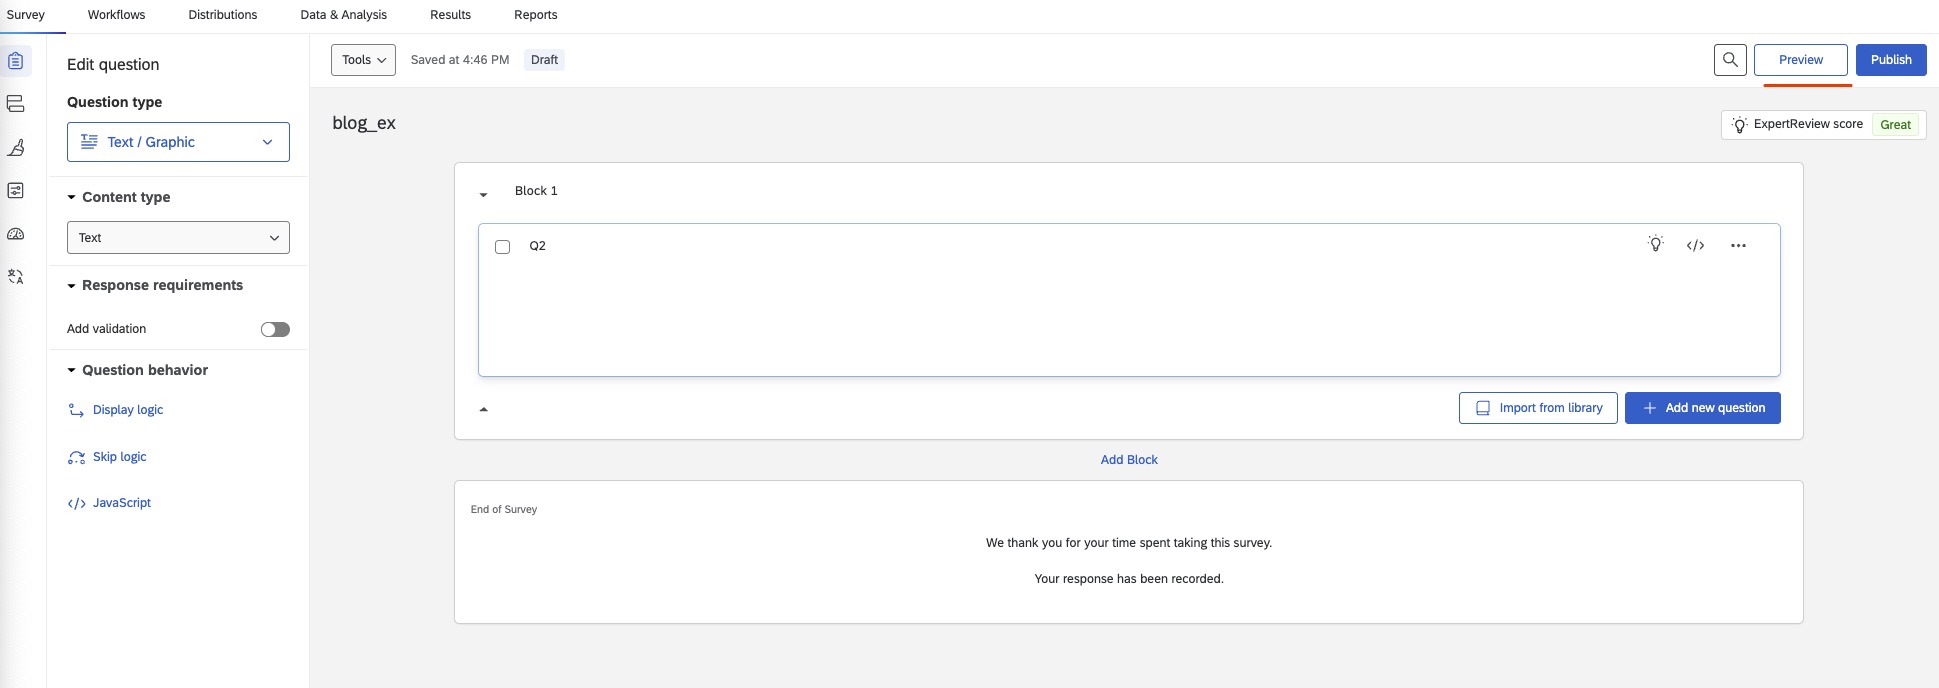 Survey Workflows Distributions Data & Analysis Results Reports
Edit question
Tools Saved at 4:46 PM Draft Preview Publish
Question type
Text / Graphic
Content type
Text
Response requirements
Add validation
Question behavior
Display logic
Skip logic
</> JavaScript
blog_ex
ExpertReview score Great
Block 1
Q2 </> •••
Import from library + Add new question
Add Block
End of Survey
We thank you for your time spent taking this survey.
Your response has been recorded.